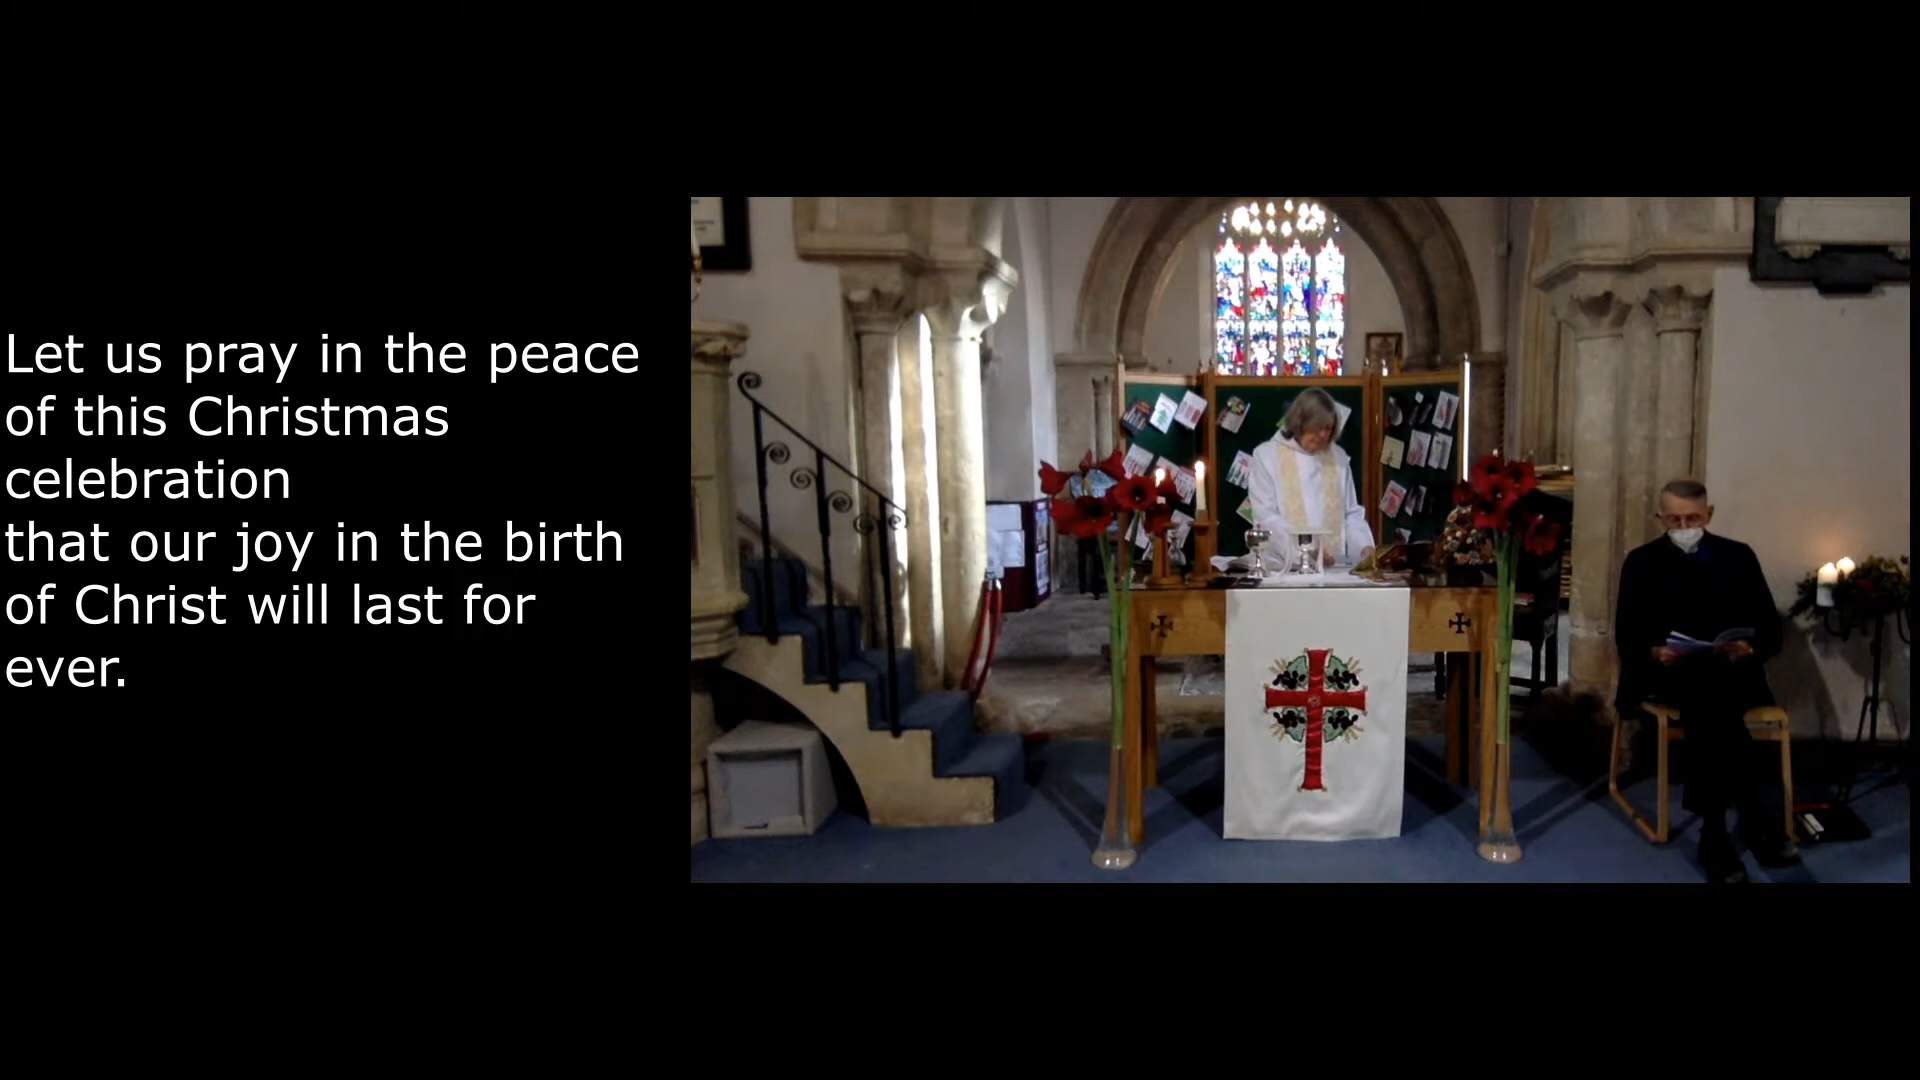 Let us pray in the peace
of this Christmas
celebration
that our joy in the birth
of Christ will last for
ever.